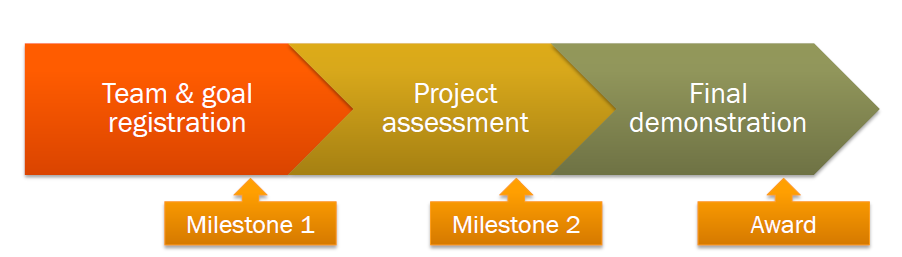 Team & goal
registration
Project
assessment
Final
demonstration
Milestone 1
Milestone 2
Award